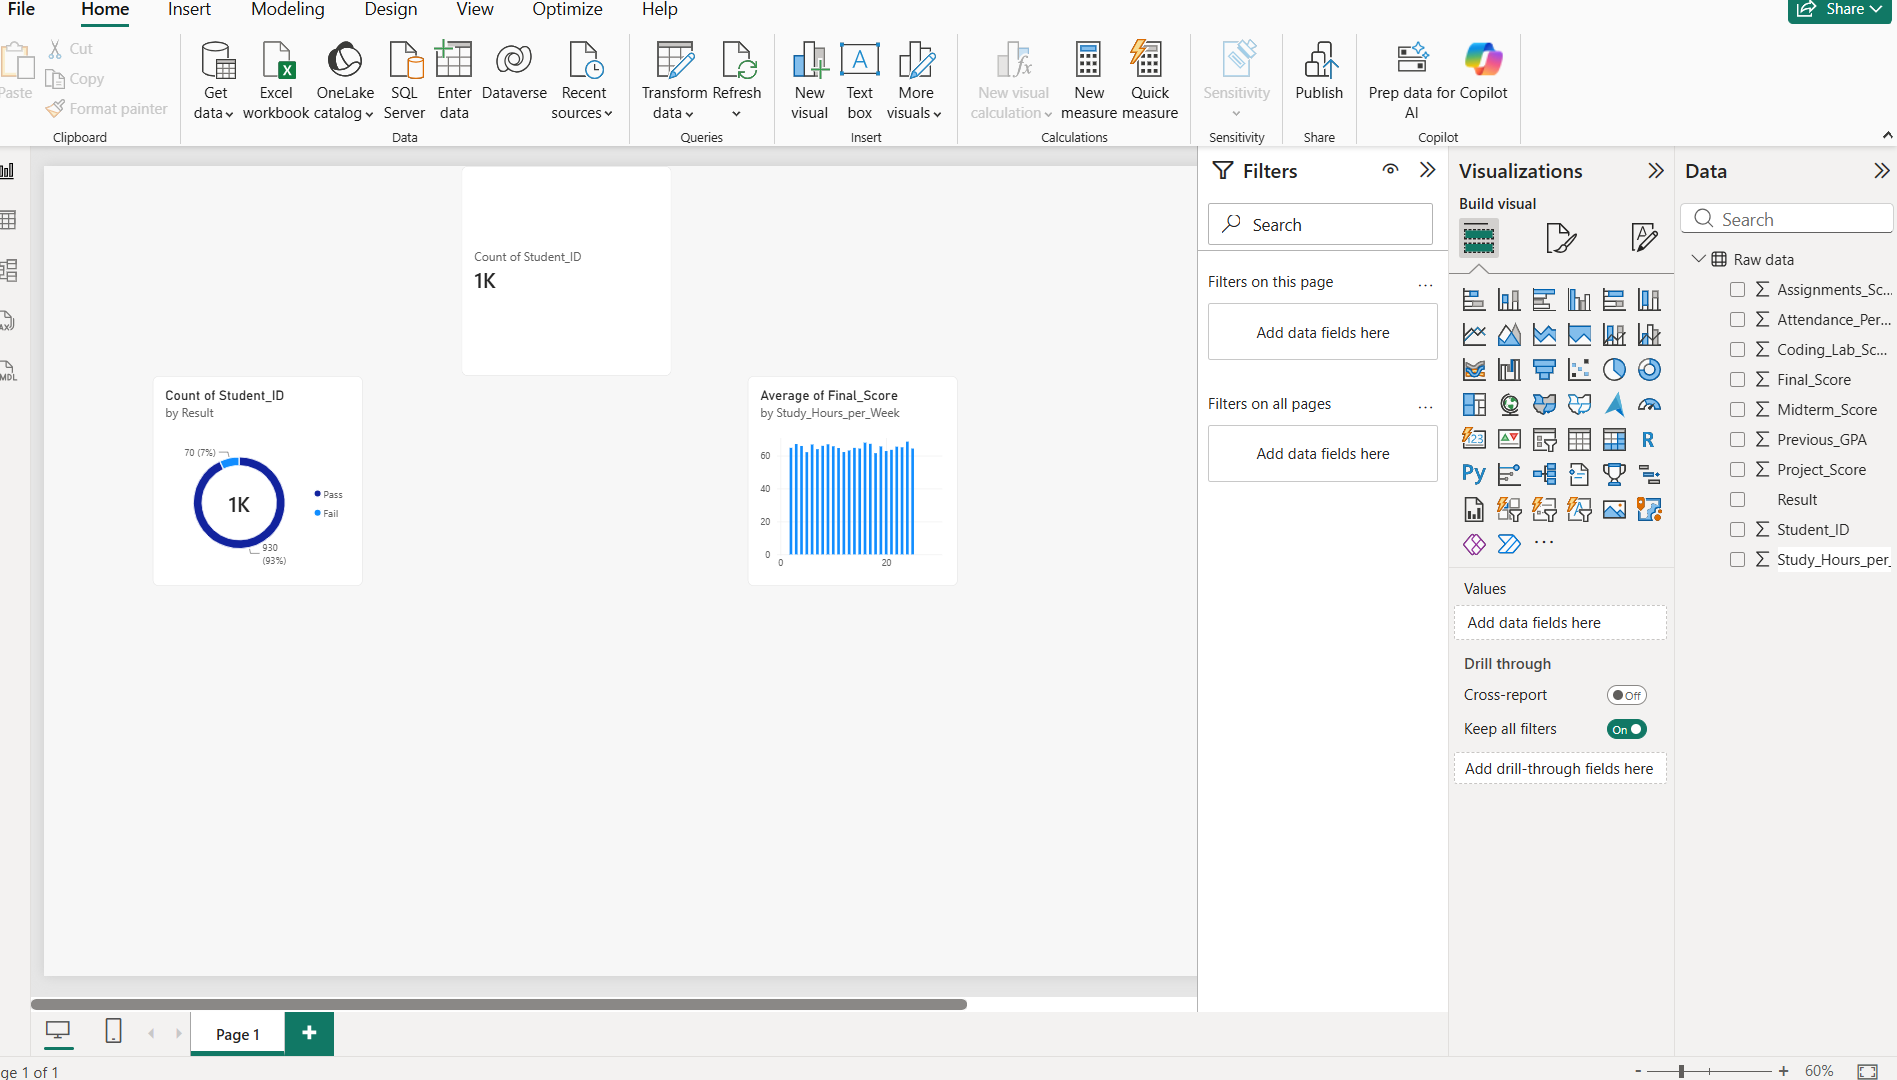 File Home Insert Modeling Design View Optimize Help
Share
Paste
Cut
Copy
Format painter
Clipboard
Get data
Excel workbook
OneLake catalog
SQL Server
Enter data
Dataverse
Recent sources
Data
Transform data
Refresh
Queries
New visual
Text box
More visuals
Insert
New visual calculation
New measure
Quick measure
Calculations
Sensitivity
Sensitivity
Publish
Share
Prep data for AI
Copilot
Copilot
Count of Student_ID
1K
Count of Student_ID
by Result
70 (7%)
1K
930
(93%)
Pass
Fail
Average of Final_Score
by Study_Hours_per_Week
60
40
20
0
0 20
Filters
Search
Filters on this page
...
Add data fields here
Filters on all pages
...
Add data fields here
Visualizations
Build visual
123
R
Py
...
Values
Add data fields here
Drill through
Cross-report
Off
Keep all filters
On
Add drill-through fields here
Data
Search
Raw data
Assignments_Sc...
Attendance_Per...
Coding_Lab_Sc...
Final_Score
Midterm_Score
Previous_GPA
Project_Score
Result
Student_ID
Study_Hours_per_
Page 1
+
ge 1 of 1
- + 60%